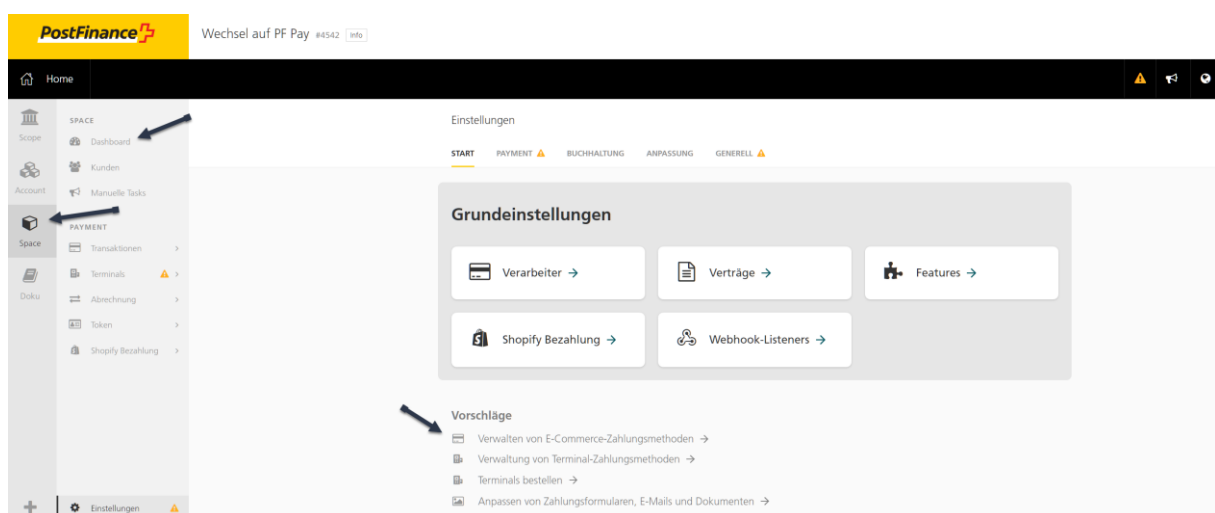 PostFinance
Wechsel auf PF Pay #4542 Info
Home
Scope
Account
Space
Doku
SPACE
Dashboard
Kunden
Manuelle Tasks
PAYMENT
Transaktionen
Terminals
Abrechnung
Token
Shopify Bezahlung
Einstellungen
Einstellungen
START PAYMENT BUCHHALTUNG ANPASSUNG GENERELL
Grundeinstellungen
Verarbeiter → Verträge → Features →
Shopify Bezahlung → Webhook-Listeners →
Vorschläge
Verwalten von E-Commerce-Zahlungsmethoden →
Verwaltung von Terminal-Zahlungsmethoden →
Terminals bestellen →
Anpassen von Zahlungsformularen, E-Mails und Dokumenten →